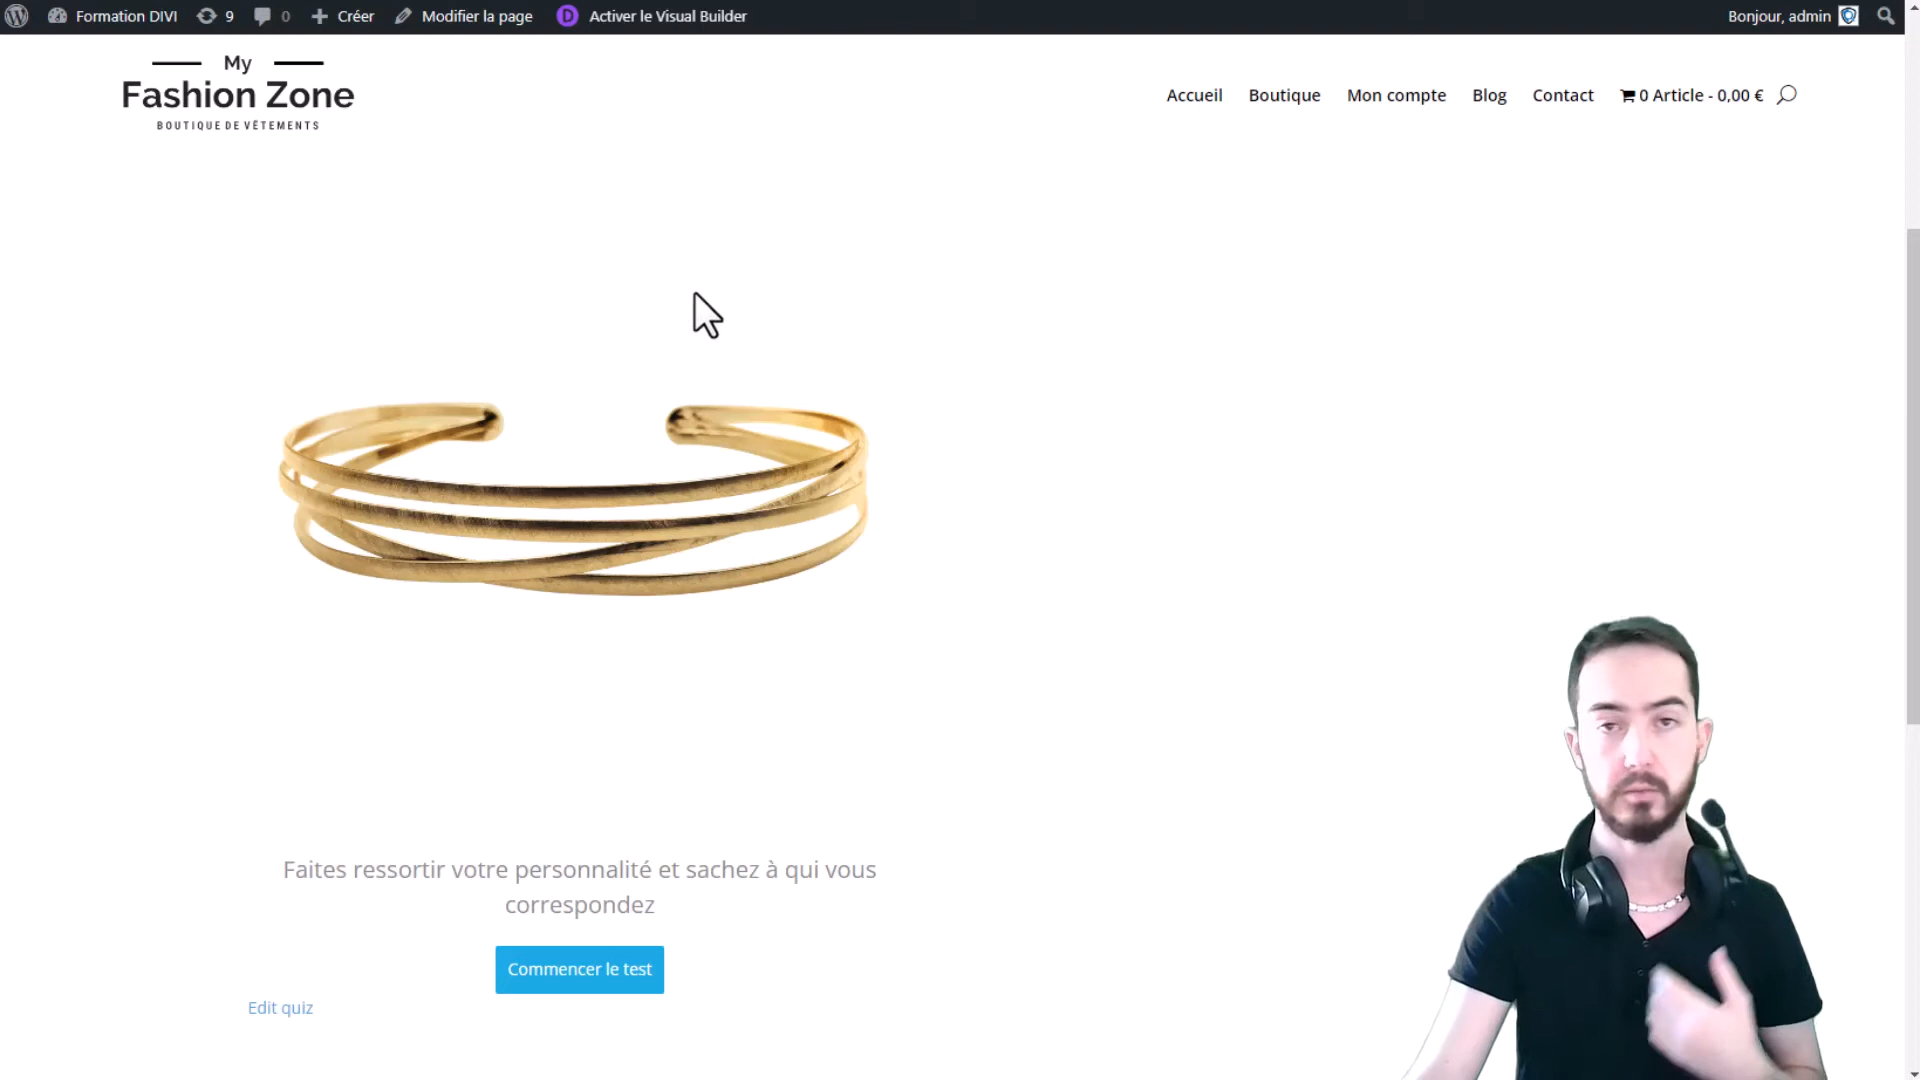 Formation DIVI 9 0 Créer Modifier la page D Activer le Visual Builder Bonjour, admin
My
Fashion Zone
BOUTIQUE DE VÊTEMENTS
Accueil Boutique Mon compte Blog Contact 0 Article - 0,00 €
Faites ressortir votre personnalité et sachez à qui vous
correspondez
Commencer le test
Edit quiz